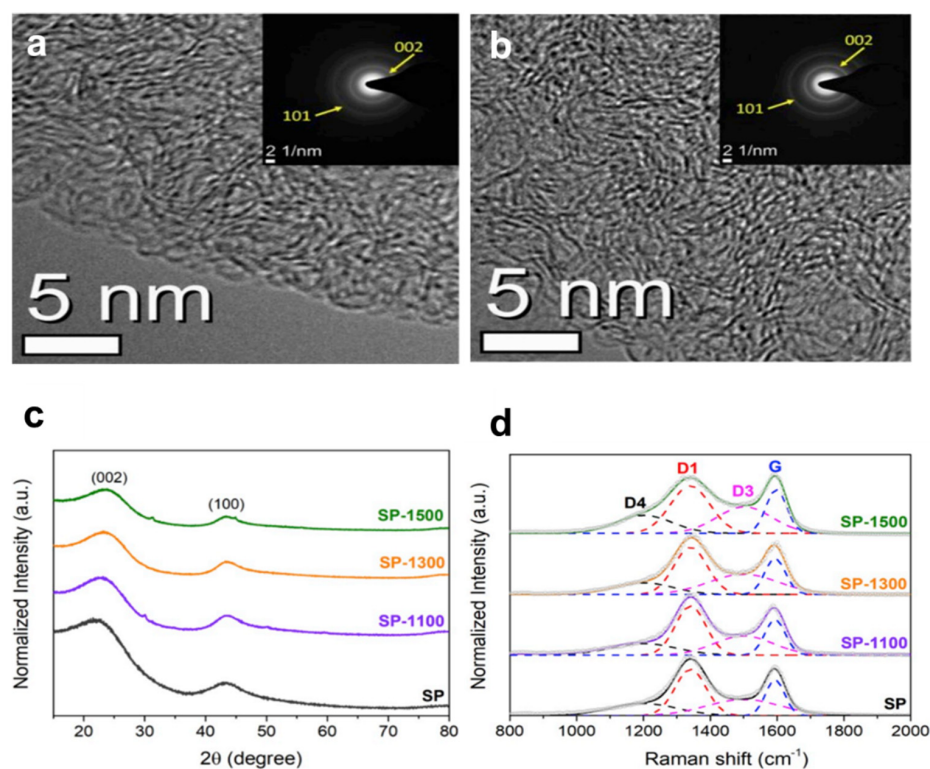 a
002
101
2 1/nm
5 nm
b
002
101
2 1/nm
5 nm
c
Normalized Intensity (a.u.)
(002)
(100)
SP-1500
SP-1300
SP-1100
SP
20 30 40 50 60 70 80
2θ (degree)
d
Normalized Intensity (a.u.)
D4
D1
D3
G
SP-1500
SP-1300
SP-1100
SP
800 1000 1200 1400 1600 1800 2000
Raman shift (cm⁻¹)